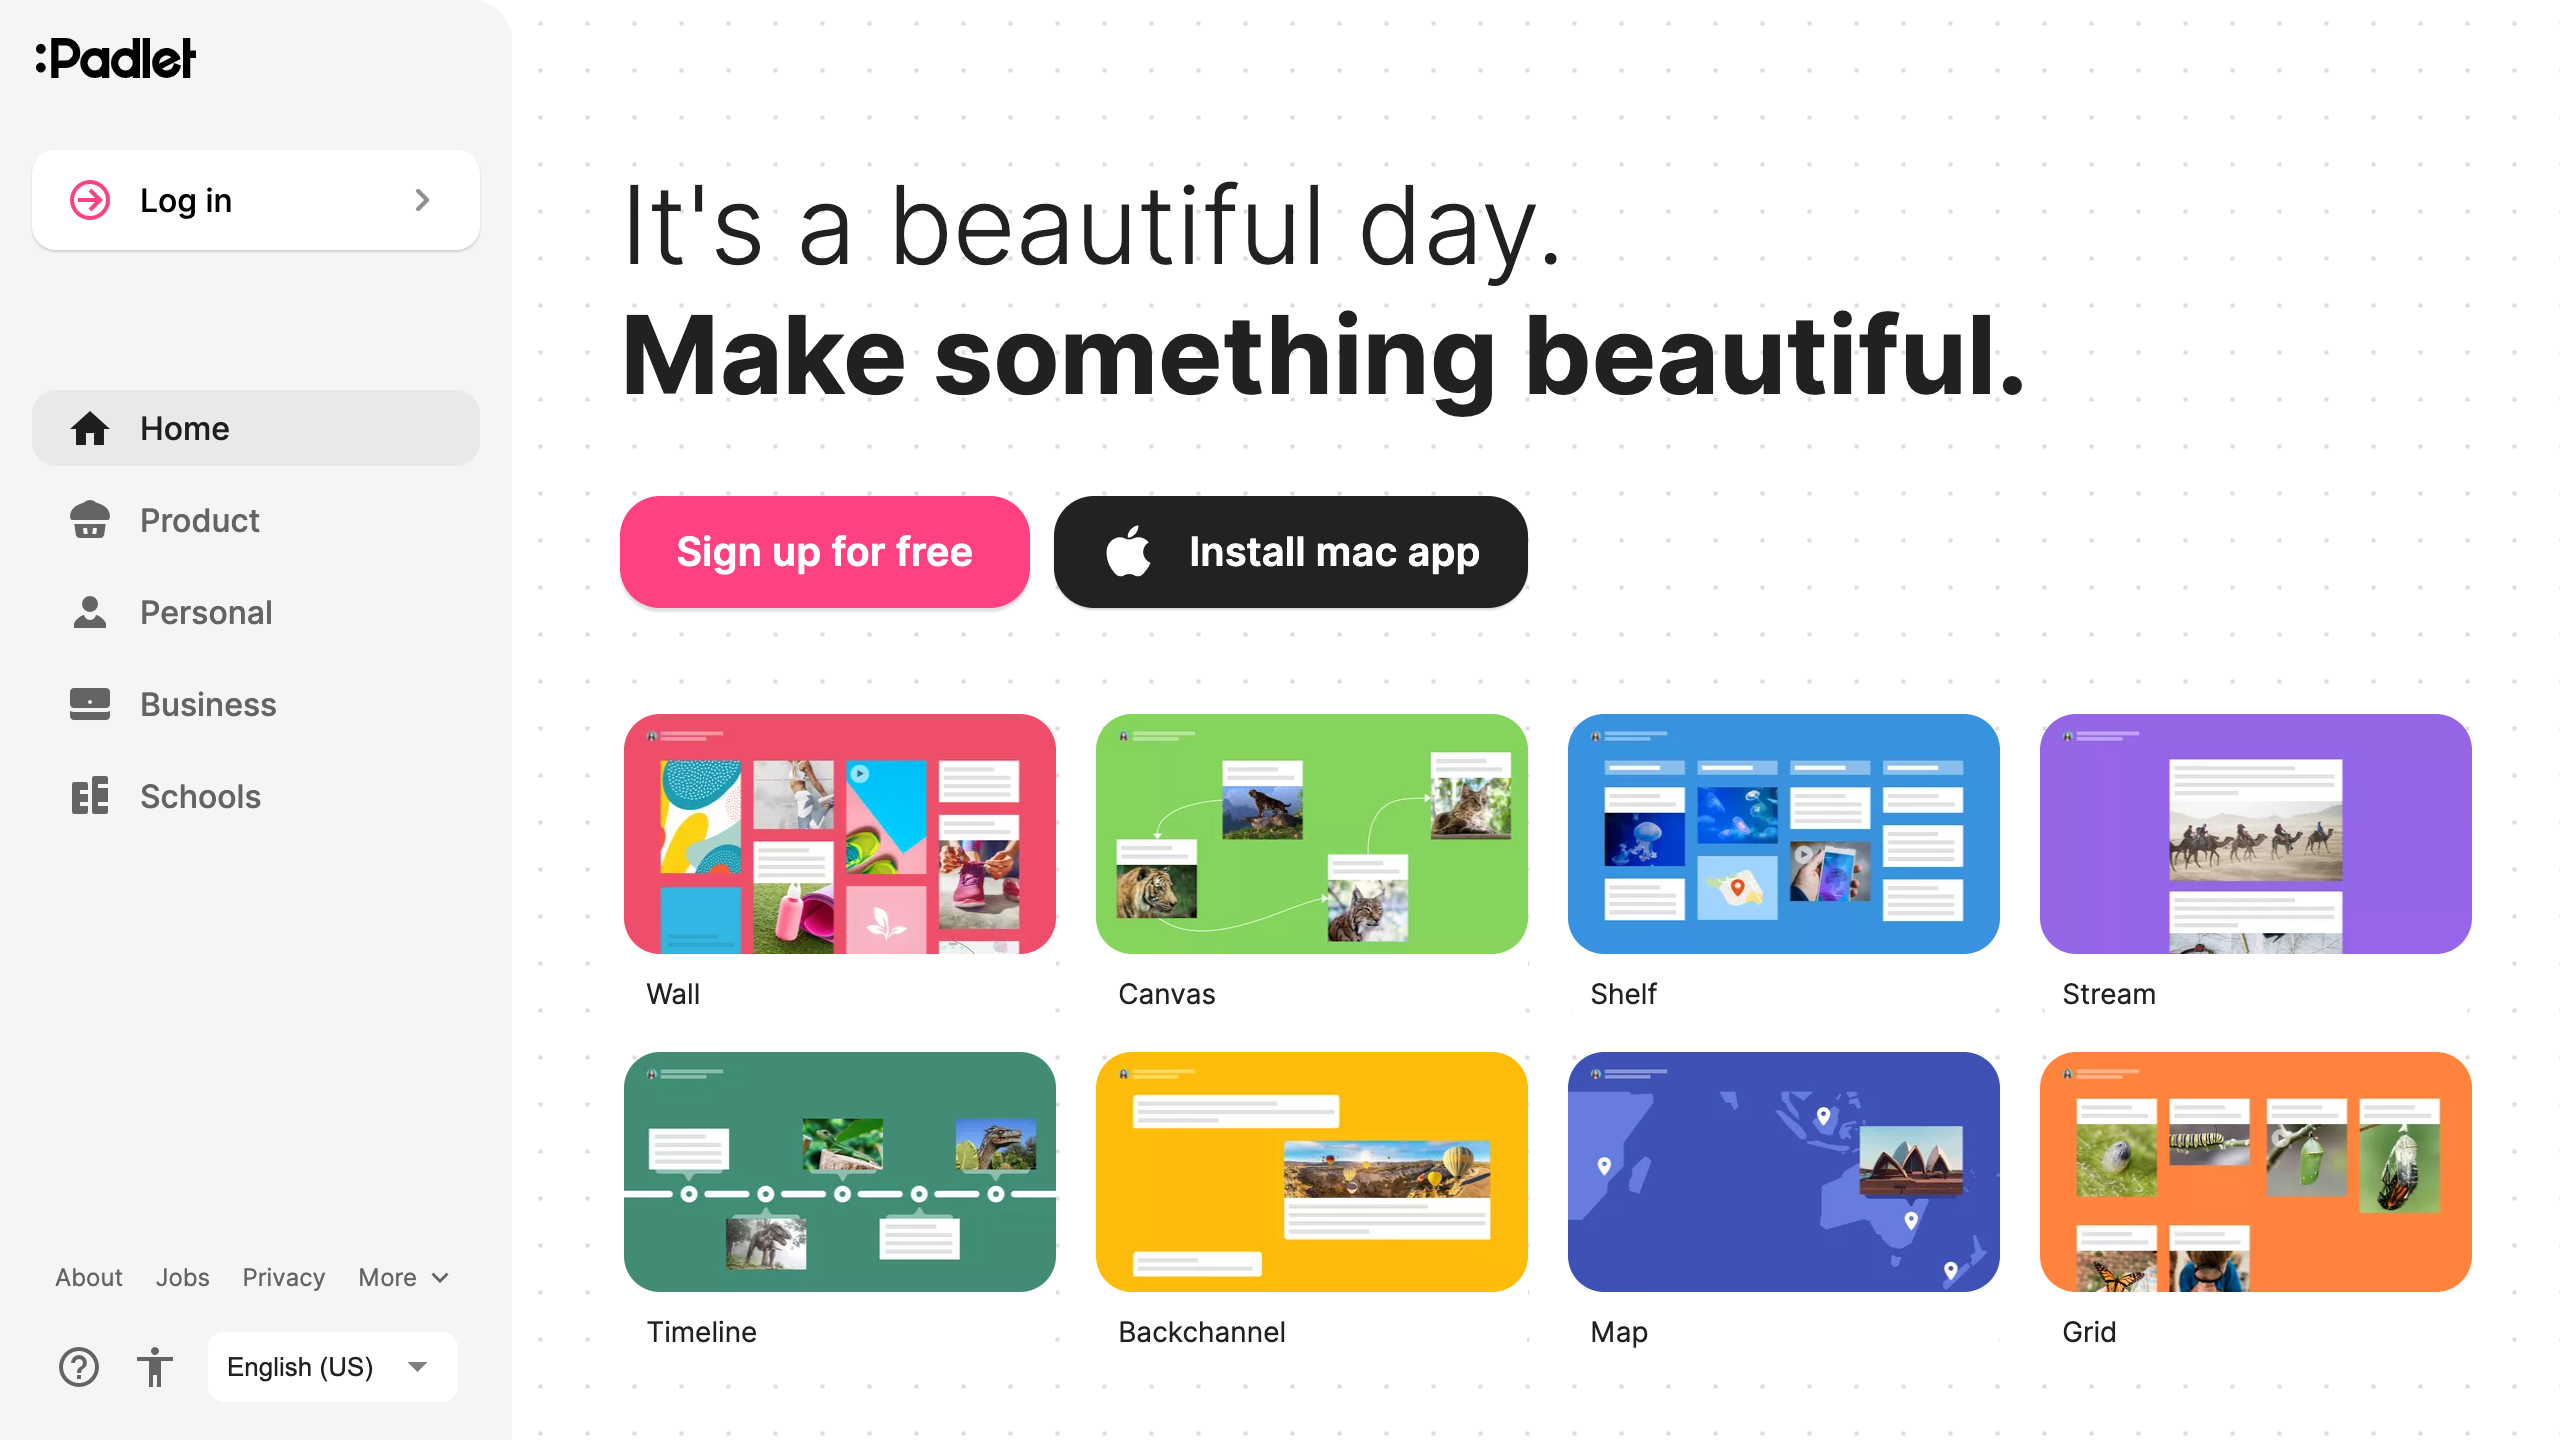 :Padlet
Log in
Home
Product
Personal
Business
Schools
About Jobs Privacy More
English (US)
It's a beautiful day.
Make something beautiful.
Sign up for free
Install mac app
Wall
Canvas
Shelf
Stream
Timeline
Backchannel
Map
Grid